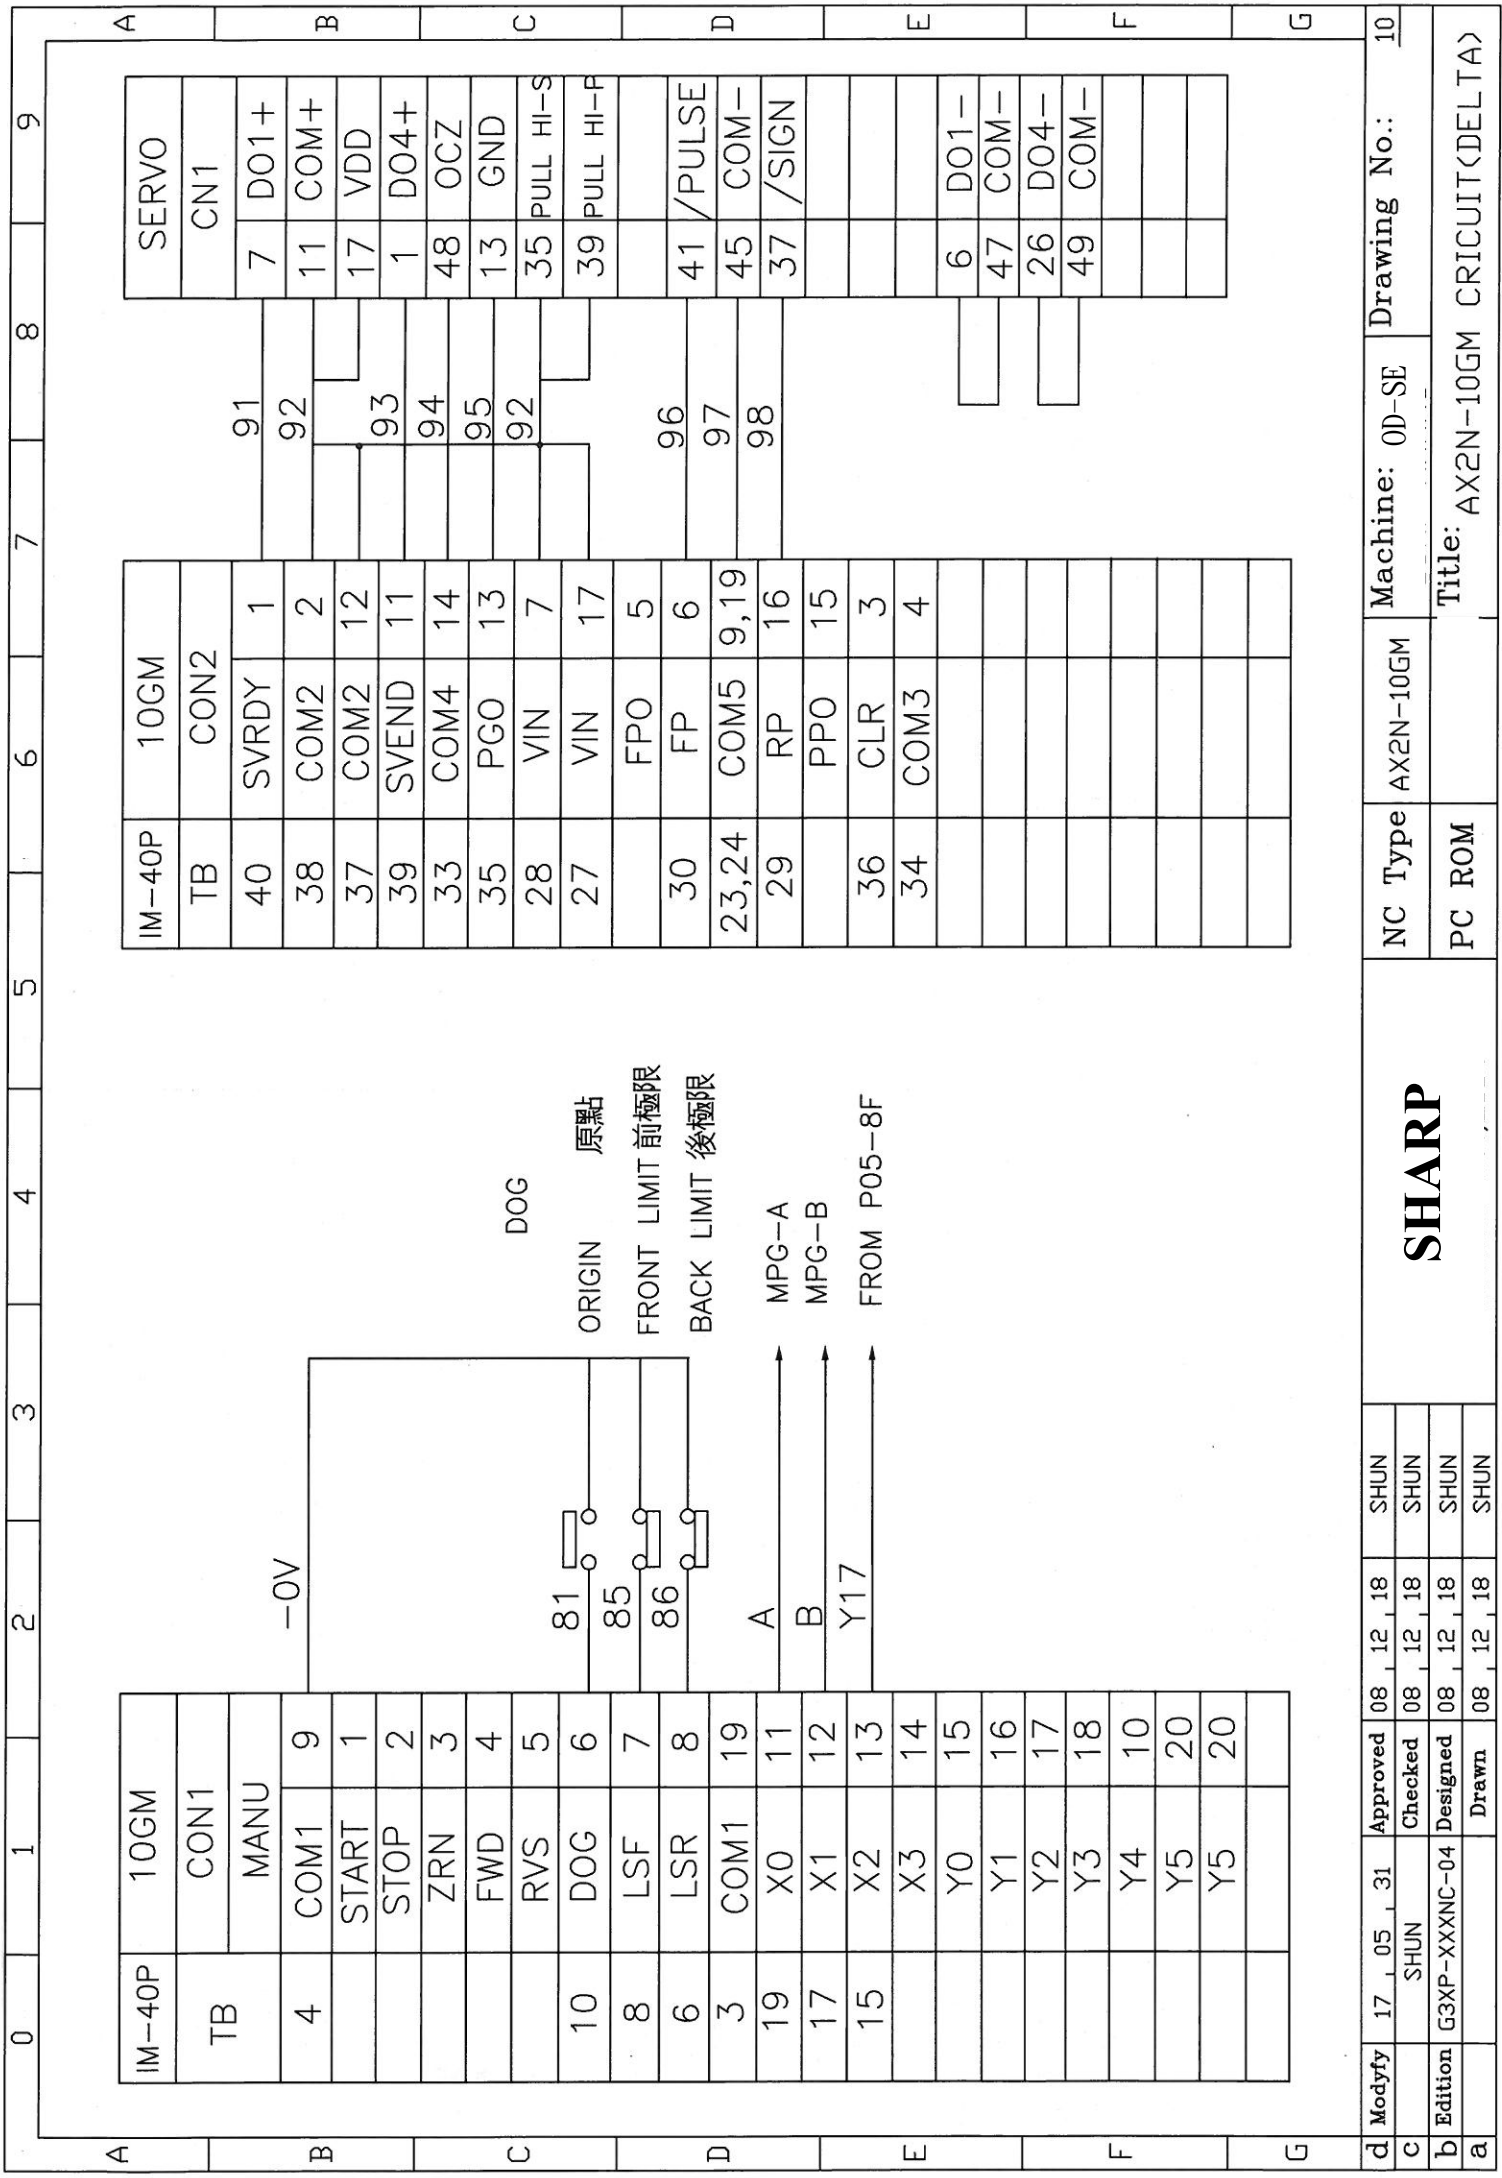 0 1 2 3 4 5 6 7 8 9
A A
B B
C C
D D
E E
F F
G G
IM-40P 10GM
TB CON1
MANU
4 COM1 9
START 1
STOP 2
ZRN 3
FWD 4
RVS 5
10 DOG 6
8 LSF 7
6 LSR 8
3 COM1 19
19 X0 11
17 X1 12
15 X2 13
X3 14
Y0 15
Y1 16
Y2 17
Y3 18
Y4 10
Y5 20
Y5 20
-0V
DOG
81 ORIGIN 原點
85 FRONT LIMIT 前極限
86 BACK LIMIT 後極限
A MPG-A
B MPG-B
Y17 FROM P05-8F
IM-40P 10GM
TB CON2
40 SVRDY 1
38 COM2 2
37 COM2 12
39 SVEND 11
33 COM4 14
35 PGO 13
28 VIN 7
27 VIN 17
FPO 5
30 FP 6
23,24 COM5 9,19
29 RP 16
PPO 15
36 CLR 3
34 COM3 4
91
92
93
94
95
92
96
97
98
SERVO
CN1
7 DO1+
11 COM+
17 VDD
1 DO4+
48 OCZ
13 GND
35 PULL HI-S
39 PULL HI-P
41 /PULSE
45 COM-
37 /SIGN
6 DO1-
47 COM-
26 DO4-
49 COM-
d Modyfy 17 , 05 , 31 Approved 08 , 12 , 18 SHUN
c SHUN Checked 08 , 12 , 18 SHUN
b Edition G3XP-XXXNC-04 Designed 08 , 12 , 18 SHUN
a Drawn 08 , 12 , 18 SHUN
SHARP
NC Type AX2N-10GM Machine: OD-SE Drawing No.: 10
PC ROM Title: AX2N-10GM CRICUIT(DELTA)